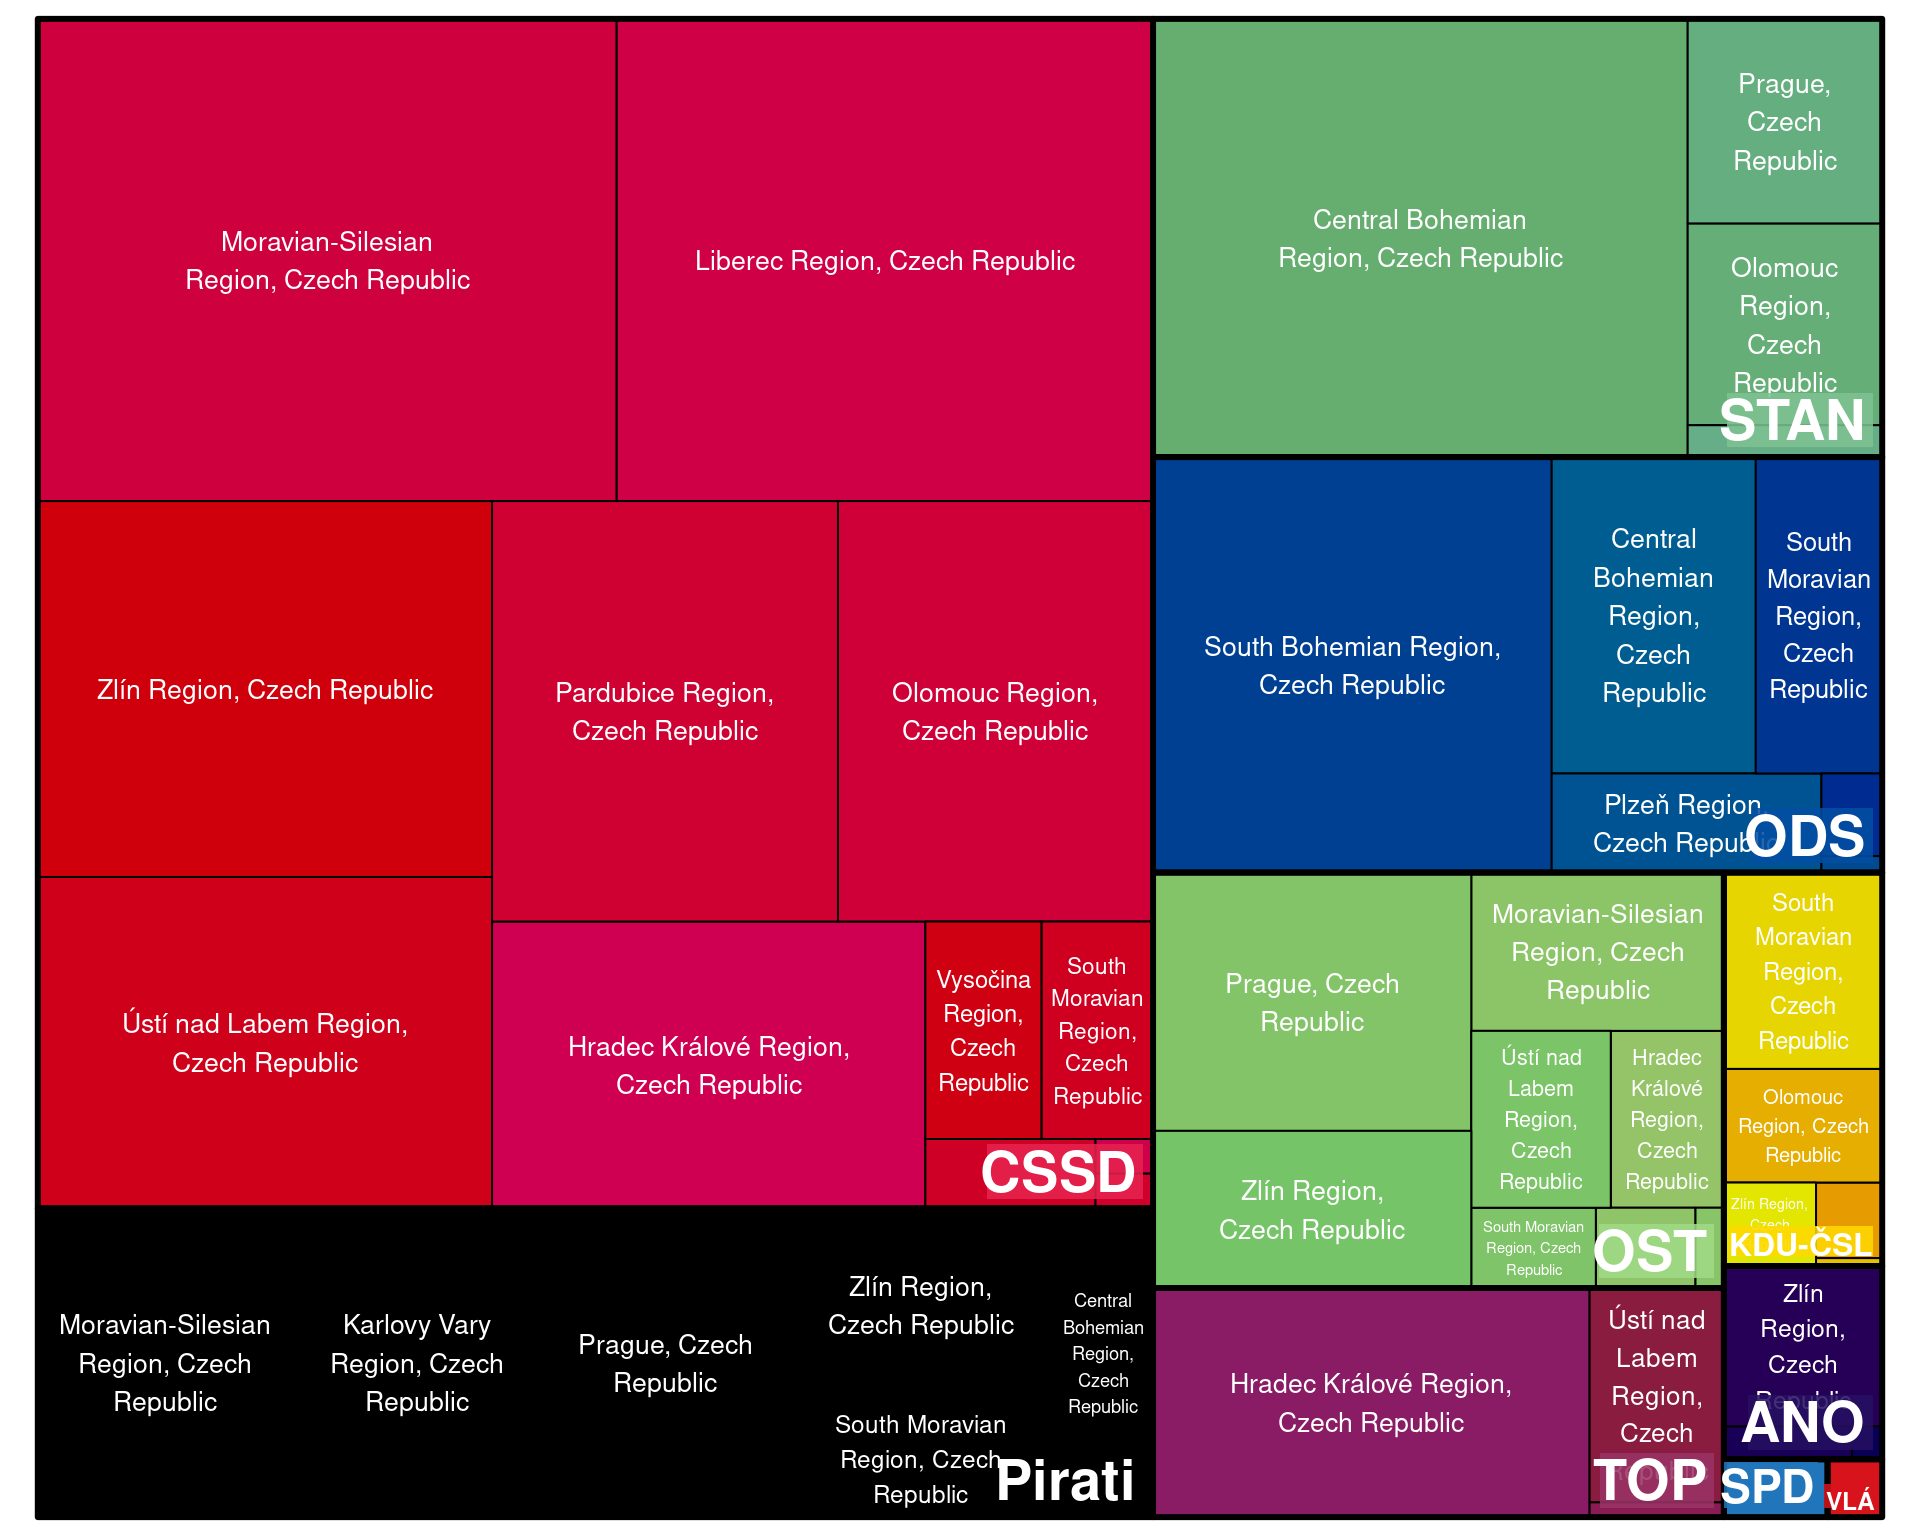 Moravian-Silesian
Region, Czech Republic
Liberec Region, Czech Republic
Zlín Region, Czech Republic
Pardubice Region,
Czech Republic
Olomouc Region,
Czech Republic
Ústí nad Labem Region,
Czech Republic
Hradec Králové Region,
Czech Republic
Vysočina
Region,
Czech
Republic
South
Moravian
Region,
Czech
Republic
CSSD
Moravian-Silesian
Region, Czech
Republic
Karlovy Vary
Region, Czech
Republic
Prague, Czech
Republic
Zlín Region,
Czech Republic
South Moravian
Region, Czech
Republic
Central
Bohemian
Region,
Czech
Republic
Pirati
Central Bohemian
Region, Czech Republic
Prague,
Czech
Republic
Olomouc
Region,
Czech
Republic
STAN
South Bohemian Region,
Czech Republic
Central
Bohemian
Region,
Czech
Republic
South
Moravian
Region,
Czech
Republic
Plzeň Region,
Czech Republic
ODS
Prague, Czech
Republic
Moravian-Silesian
Region, Czech
Republic
Zlín Region,
Czech Republic
Ústí nad
Labem
Region,
Czech
Republic
Hradec
Králové
Region,
Czech
Republic
South Moravian
Region, Czech
Republic
OST
South
Moravian
Region,
Czech
Republic
Olomouc
Region, Czech
Republic
Zlín Region,
Czech
KDU-ČSL
Hradec Králové Region,
Czech Republic
Ústí nad
Labem
Region,
Czech
Republic
TOP
Zlín
Region,
Czech
Republic
ANO
SPD
VLÁ